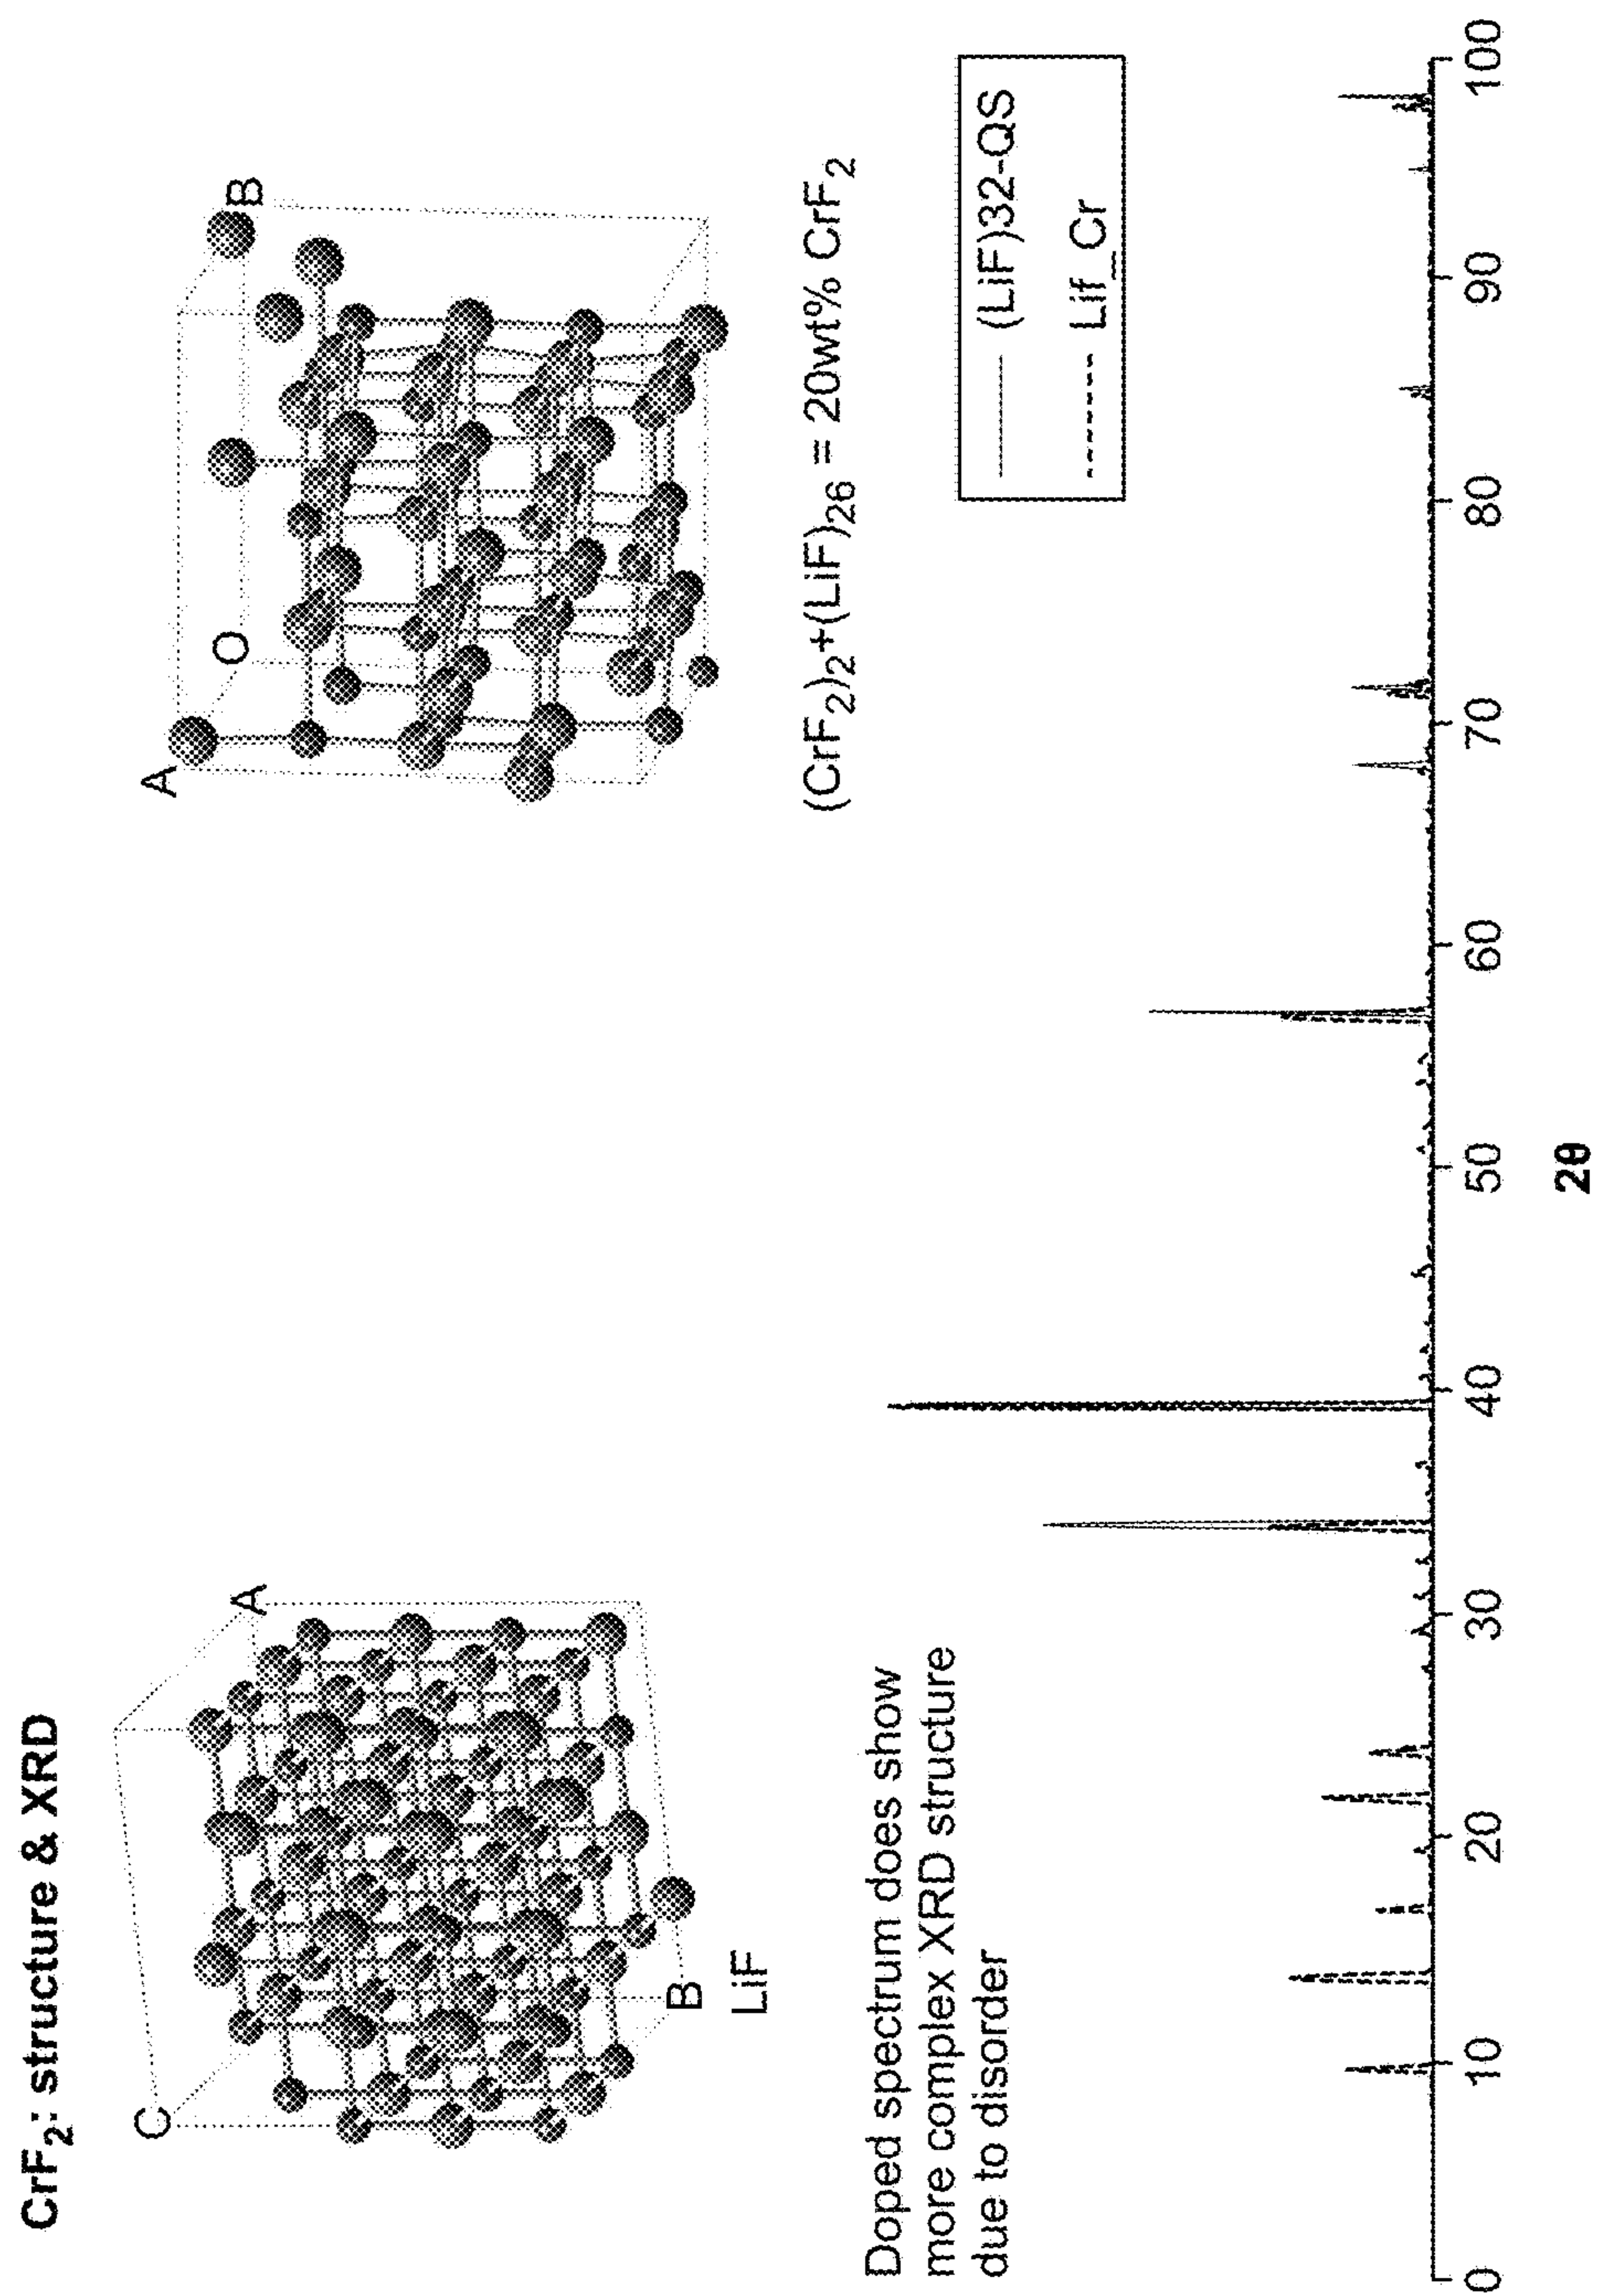 CrF2: structure & XRD
C
A
B
LiF
A
O
B
(CrF2)2+(LiF)26 = 20wt% CrF2
Doped spectrum does show
more complex XRD structure
due to disorder
(LiF)32-QS
Lif_Cr
0 10 20 30 40 50 60 70 80 90 100
2θ